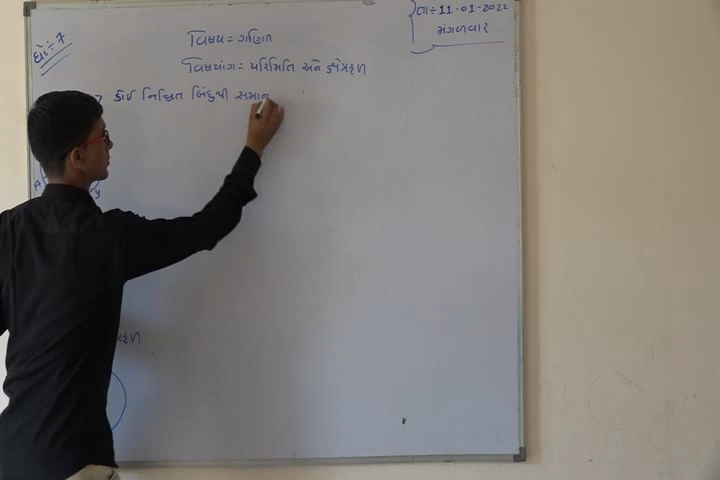 ધો÷ 7
તા÷ 11-01-2022
મંગળવાર
વિષય = ગણિત
વિષયાંગ = પરિમિતિ અને ક્ષેત્રફળ
→ કોઈ નિશ્ચિત બિંદુથી સમાન
A